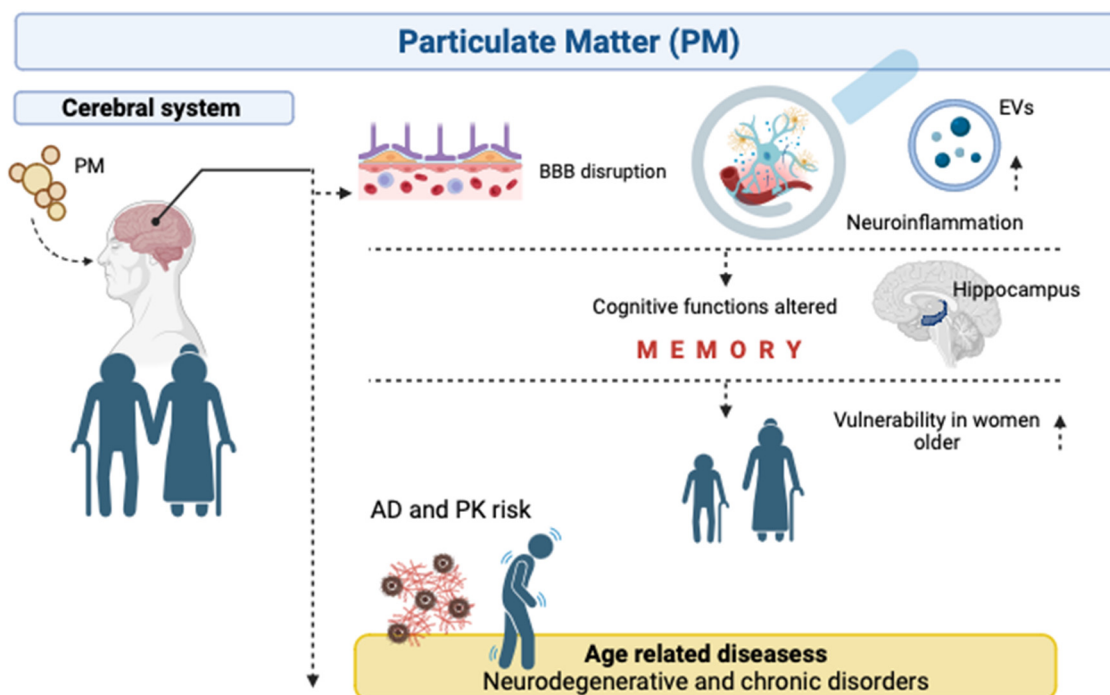 Particulate Matter (PM)
Cerebral system
PM
BBB disruption
EVs
Neuroinflammation
Cognitive functions altered
MEMORY
Hippocampus
Vulnerability in women
older
AD and PK risk
Age related diseasess
Neurodegenerative and chronic disorders